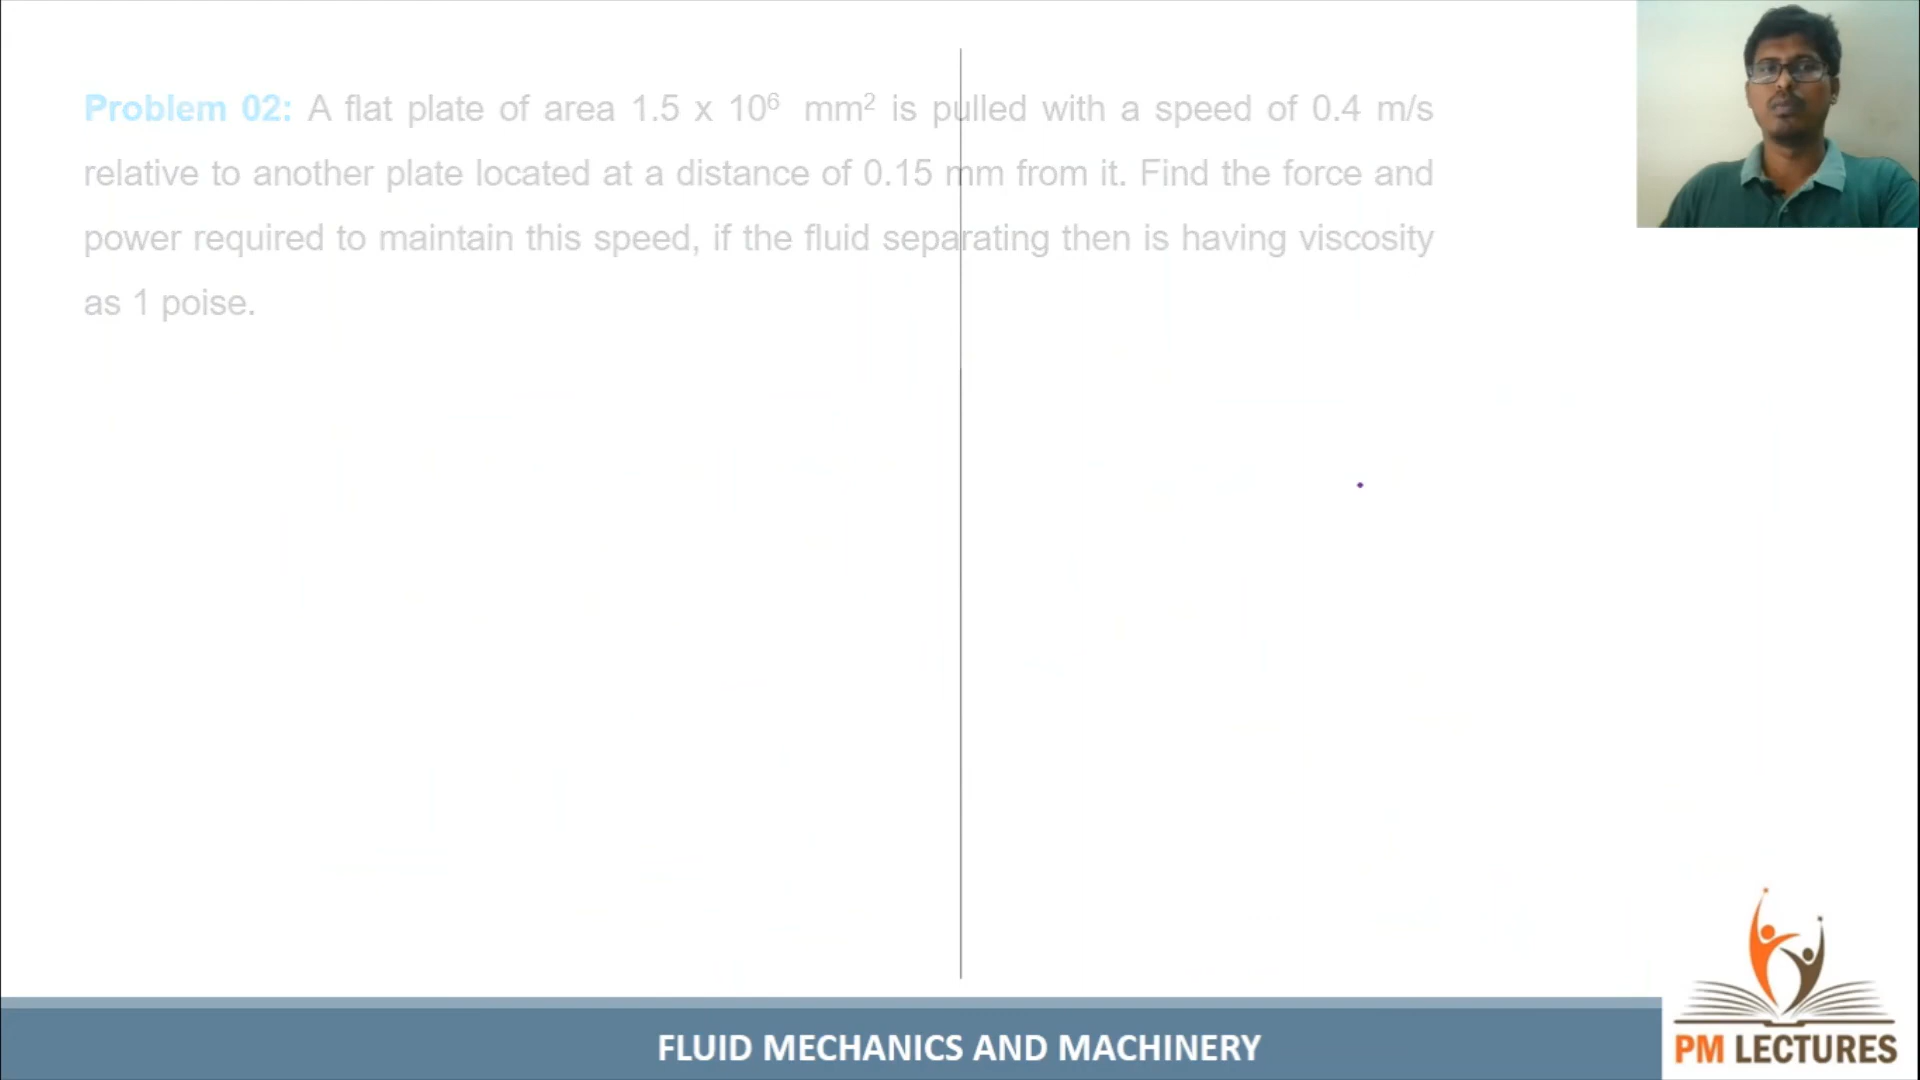 Problem 02: A flat plate of area 1.5 x 10⁶ mm² is pulled with a speed of 0.4 m/s
relative to another plate located at a distance of 0.15 mm from it. Find the force and
power required to maintain this speed, if the fluid separating then is having viscosity
as 1 poise.
FLUID MECHANICS AND MACHINERY
PM LECTURES